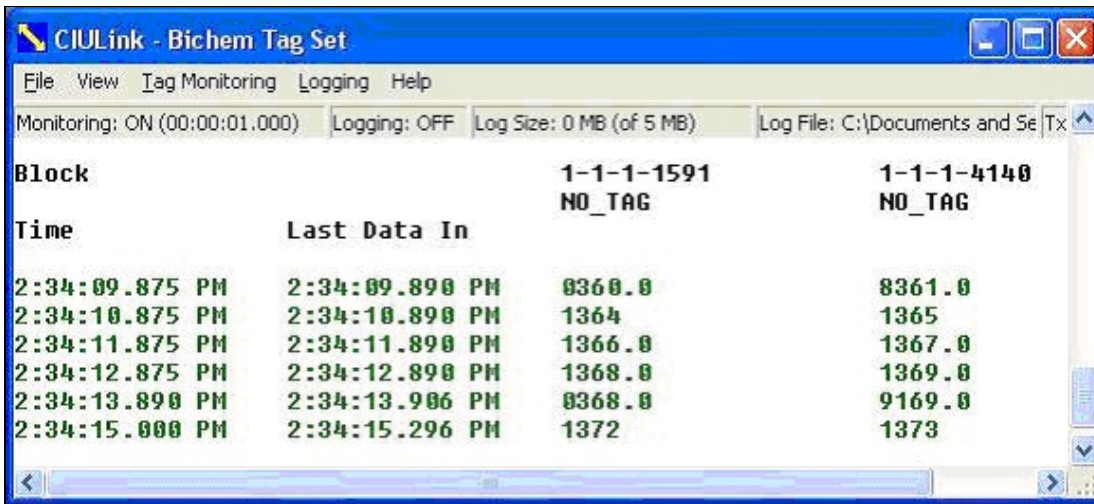 CIULink - Bichem Tag Set
File View Tag Monitoring Logging Help
Monitoring: ON (00:00:01.000) Logging: OFF Log Size: 0 MB (of 5 MB) Log File: C:\Documents and Se Tx
Block 1-1-1-1591 1-1-1-4140
NO_TAG NO_TAG
Time Last Data In
2:34:09.875 PM 2:34:09.890 PM 0360.0 8361.0
2:34:10.875 PM 2:34:10.890 PM 1364 1365
2:34:11.875 PM 2:34:11.890 PM 1366.0 1367.0
2:34:12.875 PM 2:34:12.890 PM 1368.0 1369.0
2:34:13.890 PM 2:34:13.906 PM 0368.0 9169.0
2:34:15.000 PM 2:34:15.296 PM 1372 1373